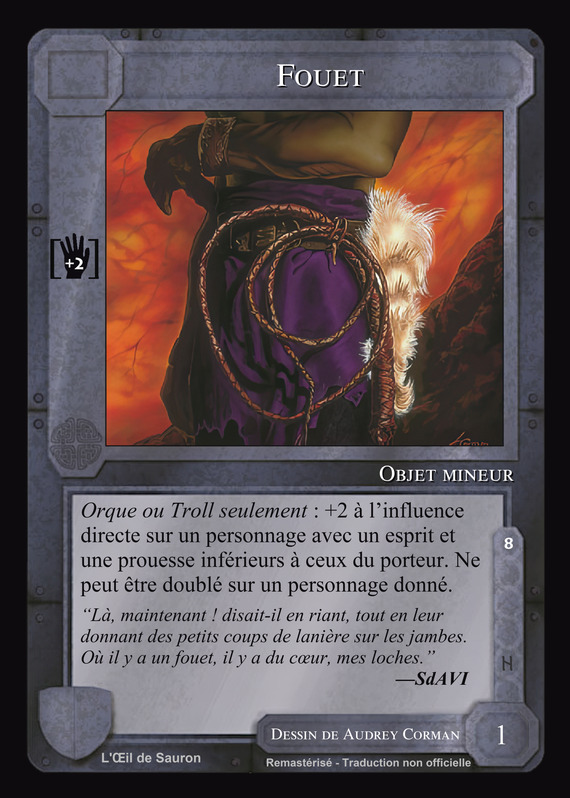 Fouet
[+2]
Objet mineur
Orque ou Troll seulement : +2 à l'influence
directe sur un personnage avec un esprit et
une prouesse inférieurs à ceux du porteur. Ne
peut être doublé sur un personnage donné.
8
“Là, maintenant ! disait-il en riant, tout en leur
donnant des petits coups de lanière sur les jambes.
Où il y a un fouet, il y a du cœur, mes loches.”
—SdAVI
Dessin de Audrey Corman
1
L'Œil de Sauron
Remastérisé - Traduction non officielle